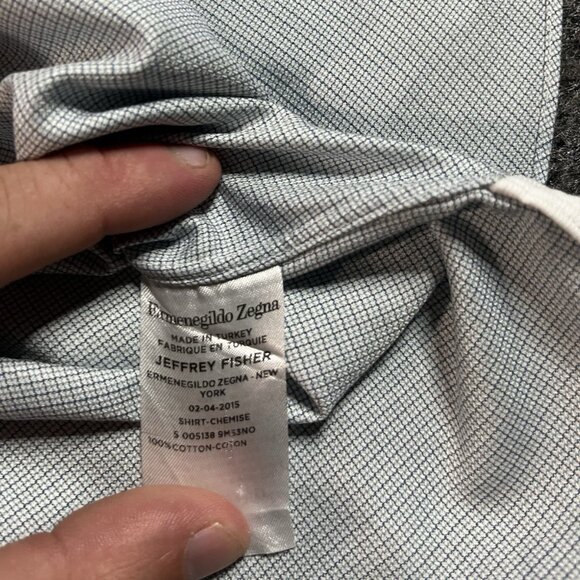 Ermenegildo Zegna
MADE IN TURKEY
FABRIQUE EN TURQUIE
JEFFREY FISHER
ERMENEGILDO ZEGNA - NEW
YORK
02-04-2015
SHIRT-CHEMISE
S 005138 9MS3NO
100%COTTON-COTON